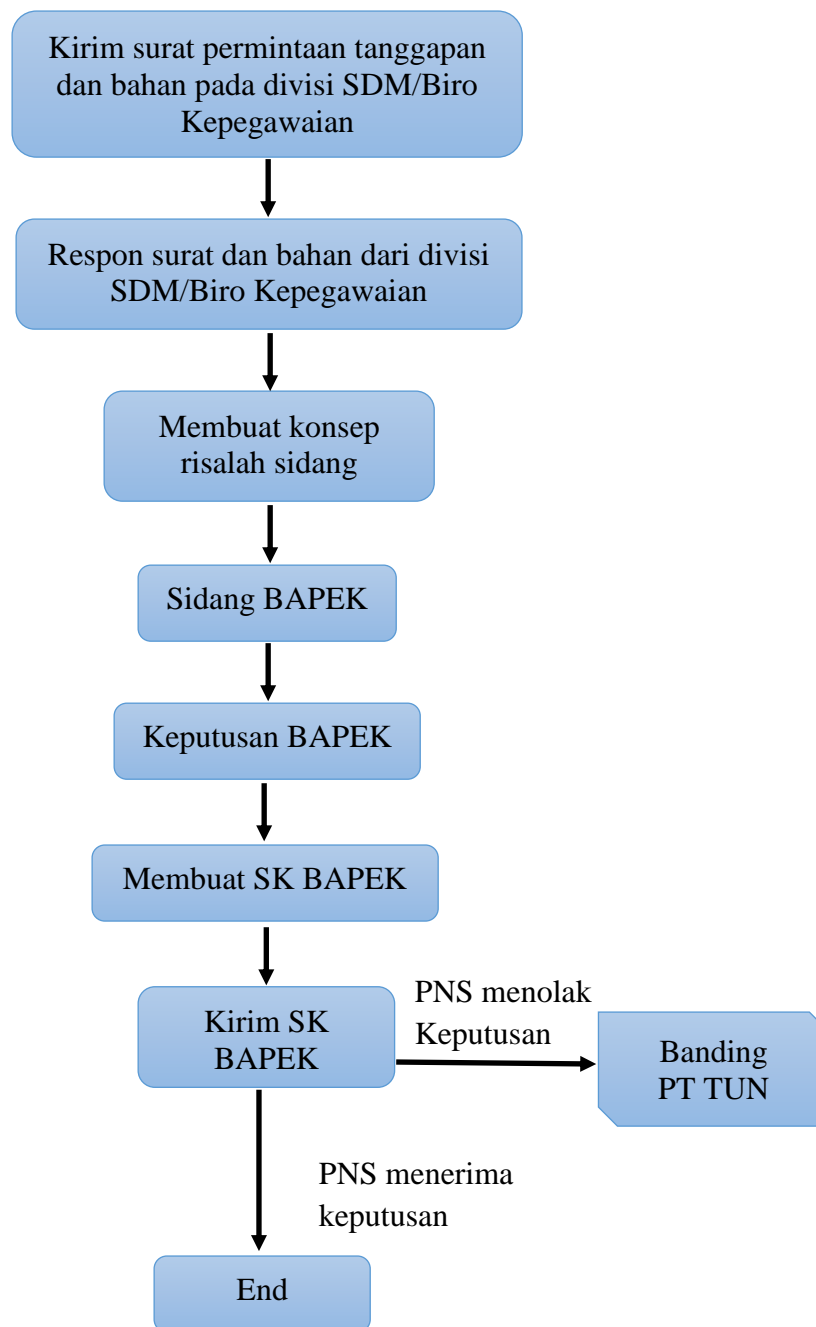 Kirim surat permintaan tanggapan
dan bahan pada divisi SDM/Biro
Kepegawaian
Respon surat dan bahan dari divisi
SDM/Biro Kepegawaian
Membuat konsep
risalah sidang
Sidang BAPEK
Keputusan BAPEK
Membuat SK BAPEK
Kirim SK
BAPEK
PNS menolak
Keputusan
Banding
PT TUN
PNS menerima
keputusan
End